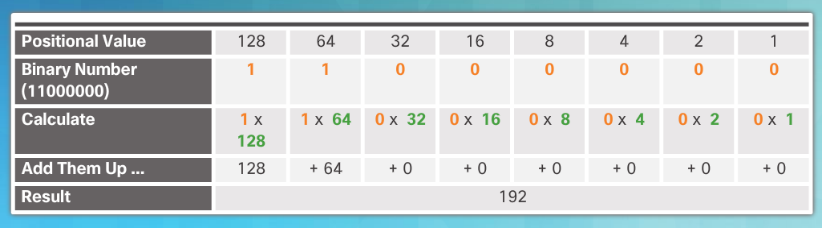 Positional Value 128 64 32 16 8 4 2 1
Binary Number 1 1 0 0 0 0 0 0
(11000000)
Calculate 1 x 1 x 64 0 x 32 0 x 16 0 x 8 0 x 4 0 x 2 0 x 1
128
Add Them Up ... 128 + 64 + 0 + 0 + 0 + 0 + 0 + 0
Result 192